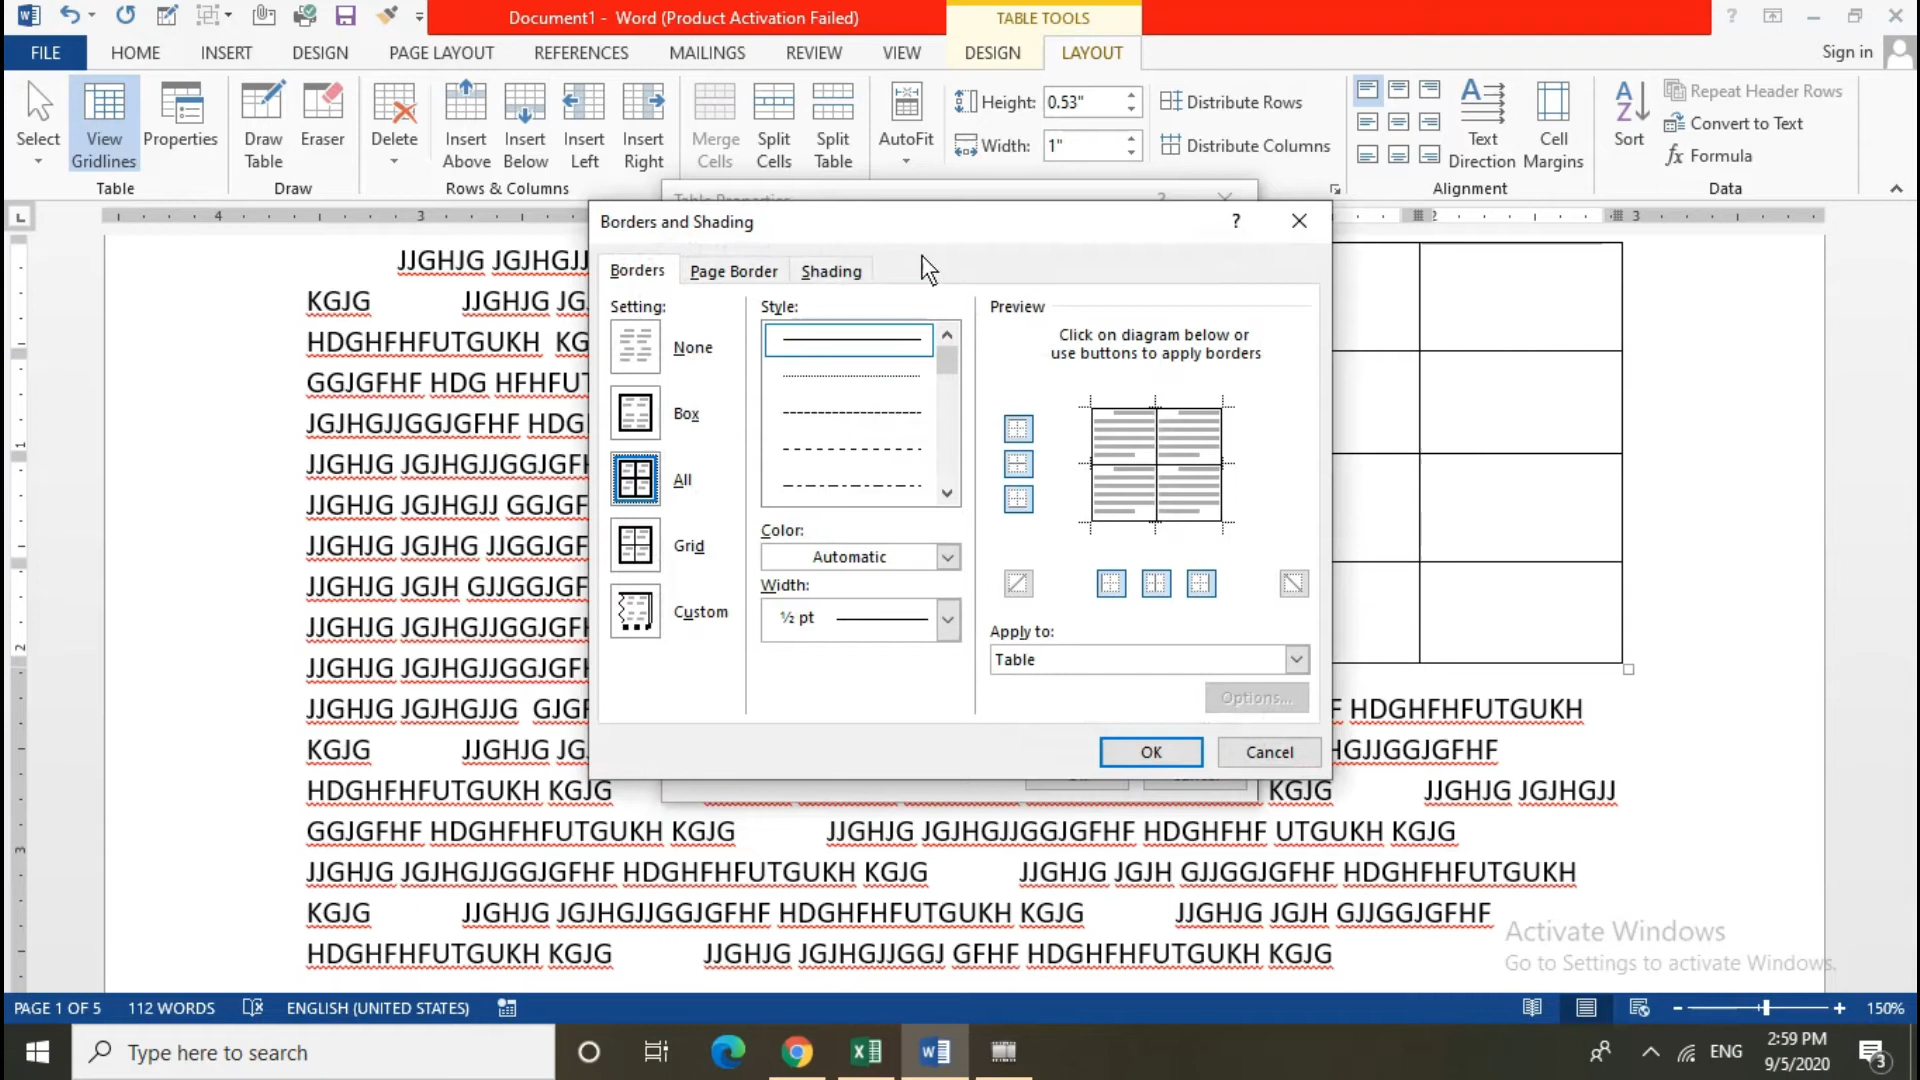 Document1 - Word (Product Activation Failed)
TABLE TOOLS
FILE
HOME
INSERT
DESIGN
PAGE LAYOUT
REFERENCES
MAILINGS
REVIEW
VIEW
DESIGN
LAYOUT
Sign in
Select
View Gridlines
Properties
Draw Table
Eraser
Delete
Insert Above
Insert Below
Insert Left
Insert Right
Merge Cells
Split Cells
Split Table
AutoFit
Height: 0.53"
Width: 1"
Distribute Rows
Distribute Columns
Text Direction
Cell Margins
Sort
Repeat Header Rows
Convert to Text
Formula
Table
Draw
Rows & Columns
Alignment
Data
Table Properties
Borders and Shading
Borders
Page Border
Shading
Setting:
None
Box
All
Grid
Custom
Style:
Color:
Automatic
Width:
½ pt
Preview
Click on diagram below or
use buttons to apply borders
Apply to:
Table
Options...
OK
Cancel
JJGHJG JGJHGJJ
KGJG JJGHJG JG
HDGHFHFUTGUKH KG
GGJGFHF HDG HFHFUT
JGJHGJJGGJGFHF HDG
JJGHJG JGJHGJJGGJGF
JJGHJG JGJHGJJ GGJGF
JJGHJG JGJHG JJGGJGF
JJGHJG JGJH GJJGGJGF
JJGHJG JGJHGJJGGJGF
JJGHJG JGJHGJJGGJGF
JJGHJG JGJHGJJG GJGF HDGHFHFUTGUKH
KGJG JJGHJG JG HGJJGGJGFHF
HDGHFHFUTGUKH KGJG KGJG JJGHJG JGJHGJJ
GGJGFHF HDGHFHFUTGUKH KGJG JJGHJG JGJHGJJGGJGFHF HDGHFHF UTGUKH KGJG
JJGHJG JGJHGJJGGJGFHF HDGHFHFUTGUKH KGJG JJGHJG JGJH GJJGGJGFHF HDGHFHFUTGUKH
KGJG JJGHJG JGJHGJJGGJGFHF HDGHFHFUTGUKH KGJG JJGHJG JGJH GJJGGJGFHF
HDGHFHFUTGUKH KGJG JJGHJG JGJHGJJGGJ GFHF HDGHFHFUTGUKH KGJG
Activate Windows
Go to Settings to activate Windows.
PAGE 1 OF 5
112 WORDS
ENGLISH (UNITED STATES)
150%
Type here to search
ENG
2:59 PM
9/5/2020
3